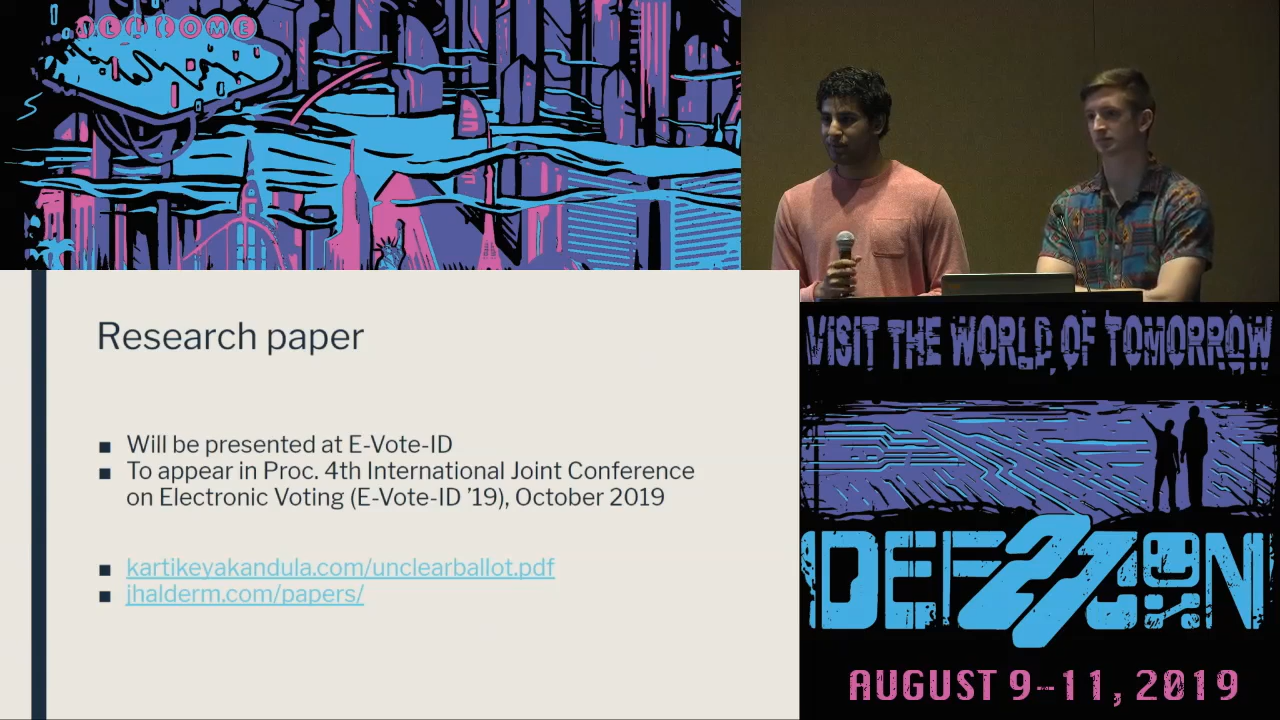 WELCOME
Research paper
Will be presented at E-Vote-ID
To appear in Proc. 4th International Joint Conference
on Electronic Voting (E-Vote-ID ’19), October 2019
kartikeyakandula.com/unclearballot.pdf
jhalderm.com/papers/
VISIT THE WORLD OF TOMORROW
DEF27CON
AUGUST 9-11, 2019